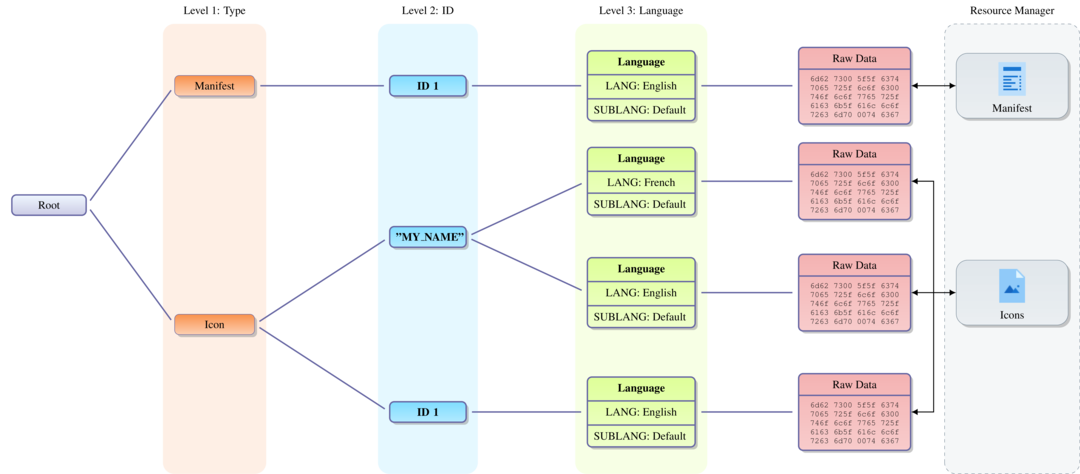 Level 1: Type
Level 2: ID
Level 3: Language
Resource Manager
Root
Manifest
Icon
ID 1
”MY_NAME”
ID 1
Language
LANG: English
SUBLANG: Default
Language
LANG: French
SUBLANG: Default
Language
LANG: English
SUBLANG: Default
Language
LANG: English
SUBLANG: Default
Raw Data
6d62 7300 5f5f 6374
7065 725f 6c6f 6300
746f 6c6f 7765 725f
6163 6b5f 616c 6c6f
7263 6d70 0074 6367
Raw Data
6d62 7300 5f5f 6374
7065 725f 6c6f 6300
746f 6c6f 7765 725f
6163 6b5f 616c 6c6f
7263 6d70 0074 6367
Raw Data
6d62 7300 5f5f 6374
7065 725f 6c6f 6300
746f 6c6f 7765 725f
6163 6b5f 616c 6c6f
7263 6d70 0074 6367
Raw Data
6d62 7300 5f5f 6374
7065 725f 6c6f 6300
746f 6c6f 7765 725f
6163 6b5f 616c 6c6f
7263 6d70 0074 6367
Manifest
Icons